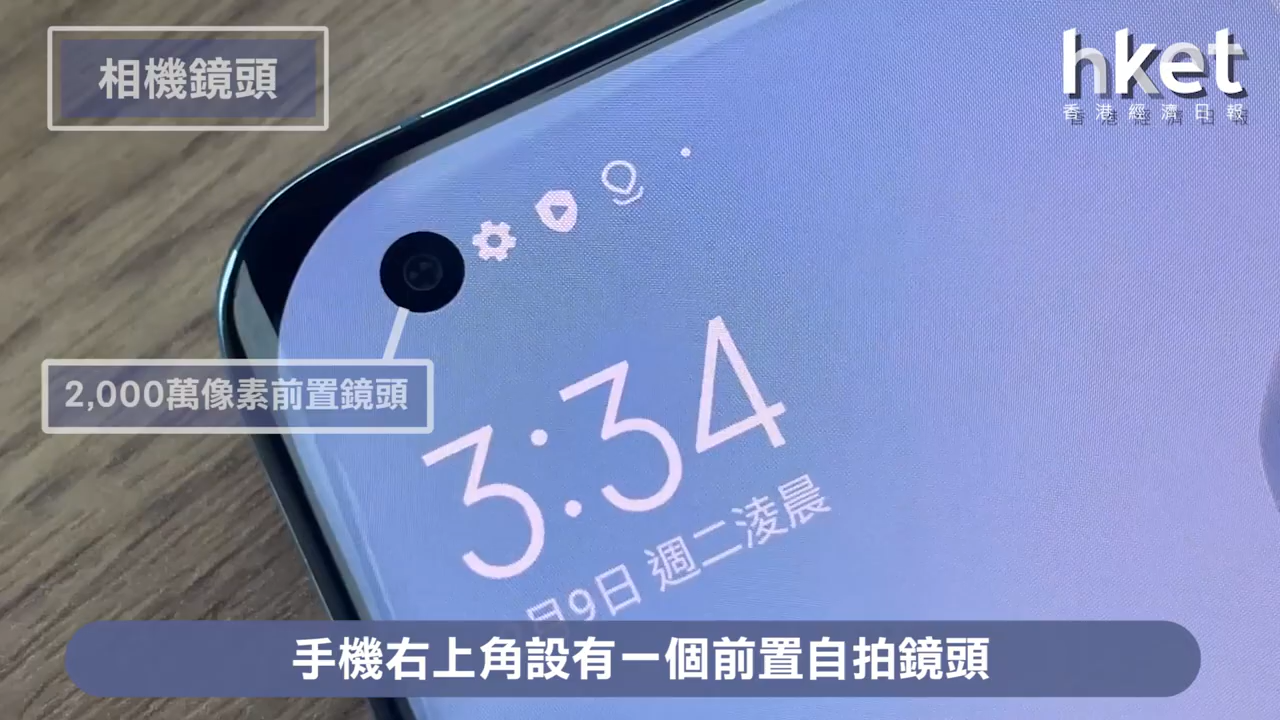 相機鏡頭
hket
香港經濟日報
2,000萬像素前置鏡頭
3:34
月9日 週二淩晨
手機右上角設有一個前置自拍鏡頭